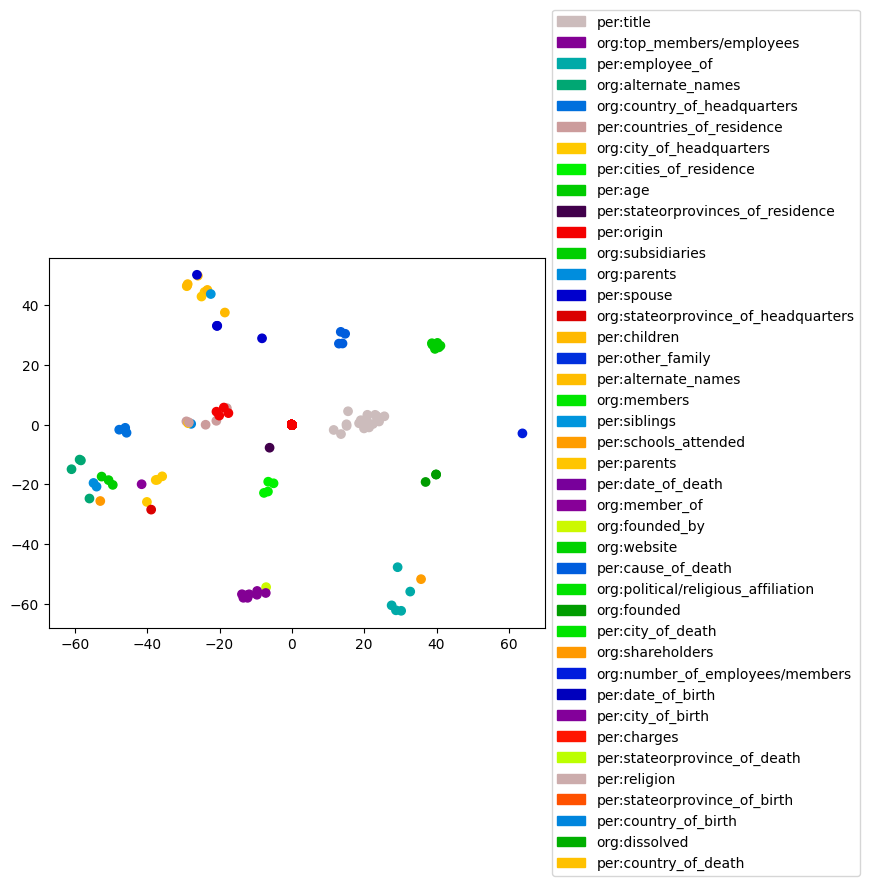 per:title
org:top_members/employees
per:employee_of
org:alternate_names
org:country_of_headquarters
per:countries_of_residence
org:city_of_headquarters
per:cities_of_residence
per:age
per:stateorprovinces_of_residence
per:origin
org:subsidiaries
org:parents
per:spouse
org:stateorprovince_of_headquarters
per:children
per:other_family
per:alternate_names
org:members
per:siblings
per:schools_attended
per:parents
per:date_of_death
org:member_of
org:founded_by
org:website
per:cause_of_death
org:political/religious_affiliation
org:founded
per:city_of_death
org:shareholders
org:number_of_employees/members
per:date_of_birth
per:city_of_birth
per:charges
per:stateorprovince_of_death
per:religion
per:stateorprovince_of_birth
per:country_of_birth
org:dissolved
per:country_of_death
40
20
0
−20
−40
−60
−60 −40 −20 0 20 40 60